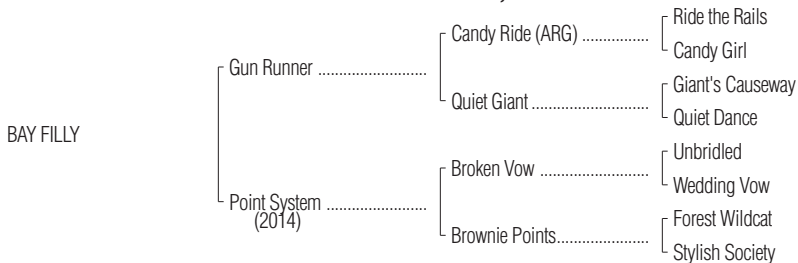 Ride the Rails
Candy Ride (ARG) ................
Candy Girl
Gun Runner ..........................
Giant's Causeway
Quiet Giant ............................
Quiet Dance
BAY FILLY
Unbridled
Broken Vow ..........................
Wedding Vow
Point System ........................
(2014)
Forest Wildcat
Brownie Points......................
Stylish Society